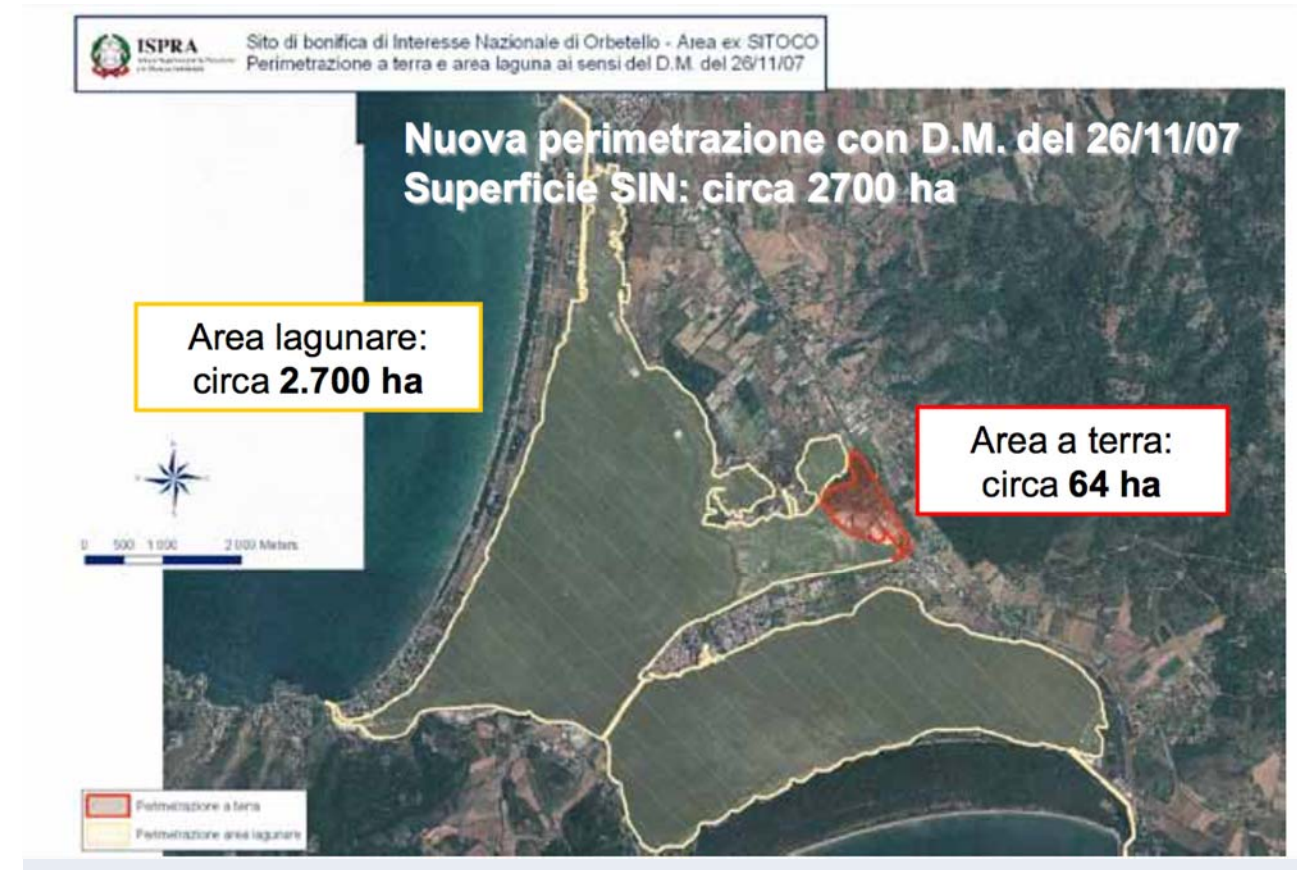 ISPRA
Sito di bonifica di Interesse Nazionale di Orbetello - Area ex SITOCO
Perimetrazione a terra e area laguna ai sensi del D.M. del 26/11/07
Nuova perimetrazione con D.M. del 26/11/07
Superficie SIN: circa 2700 ha
Area lagunare:
circa 2.700 ha
Area a terra:
circa 64 ha
0 500 1 000 2 000 Meters
Perimetrazione a terra
Perimetrazione area lagunare